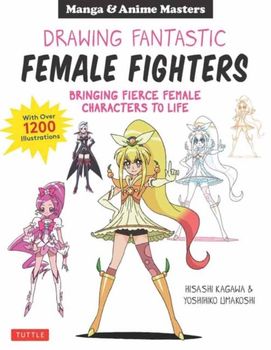 Manga & Anime Masters
DRAWING FANTASTIC
FEMALE FIGHTERS
BRINGING FIERCE FEMALE
CHARACTERS TO LIFE
With Over
1200
Illustrations
HISASHI KAGAWA &
YOSHIHIKO UMAKOSHI
TUTTLE